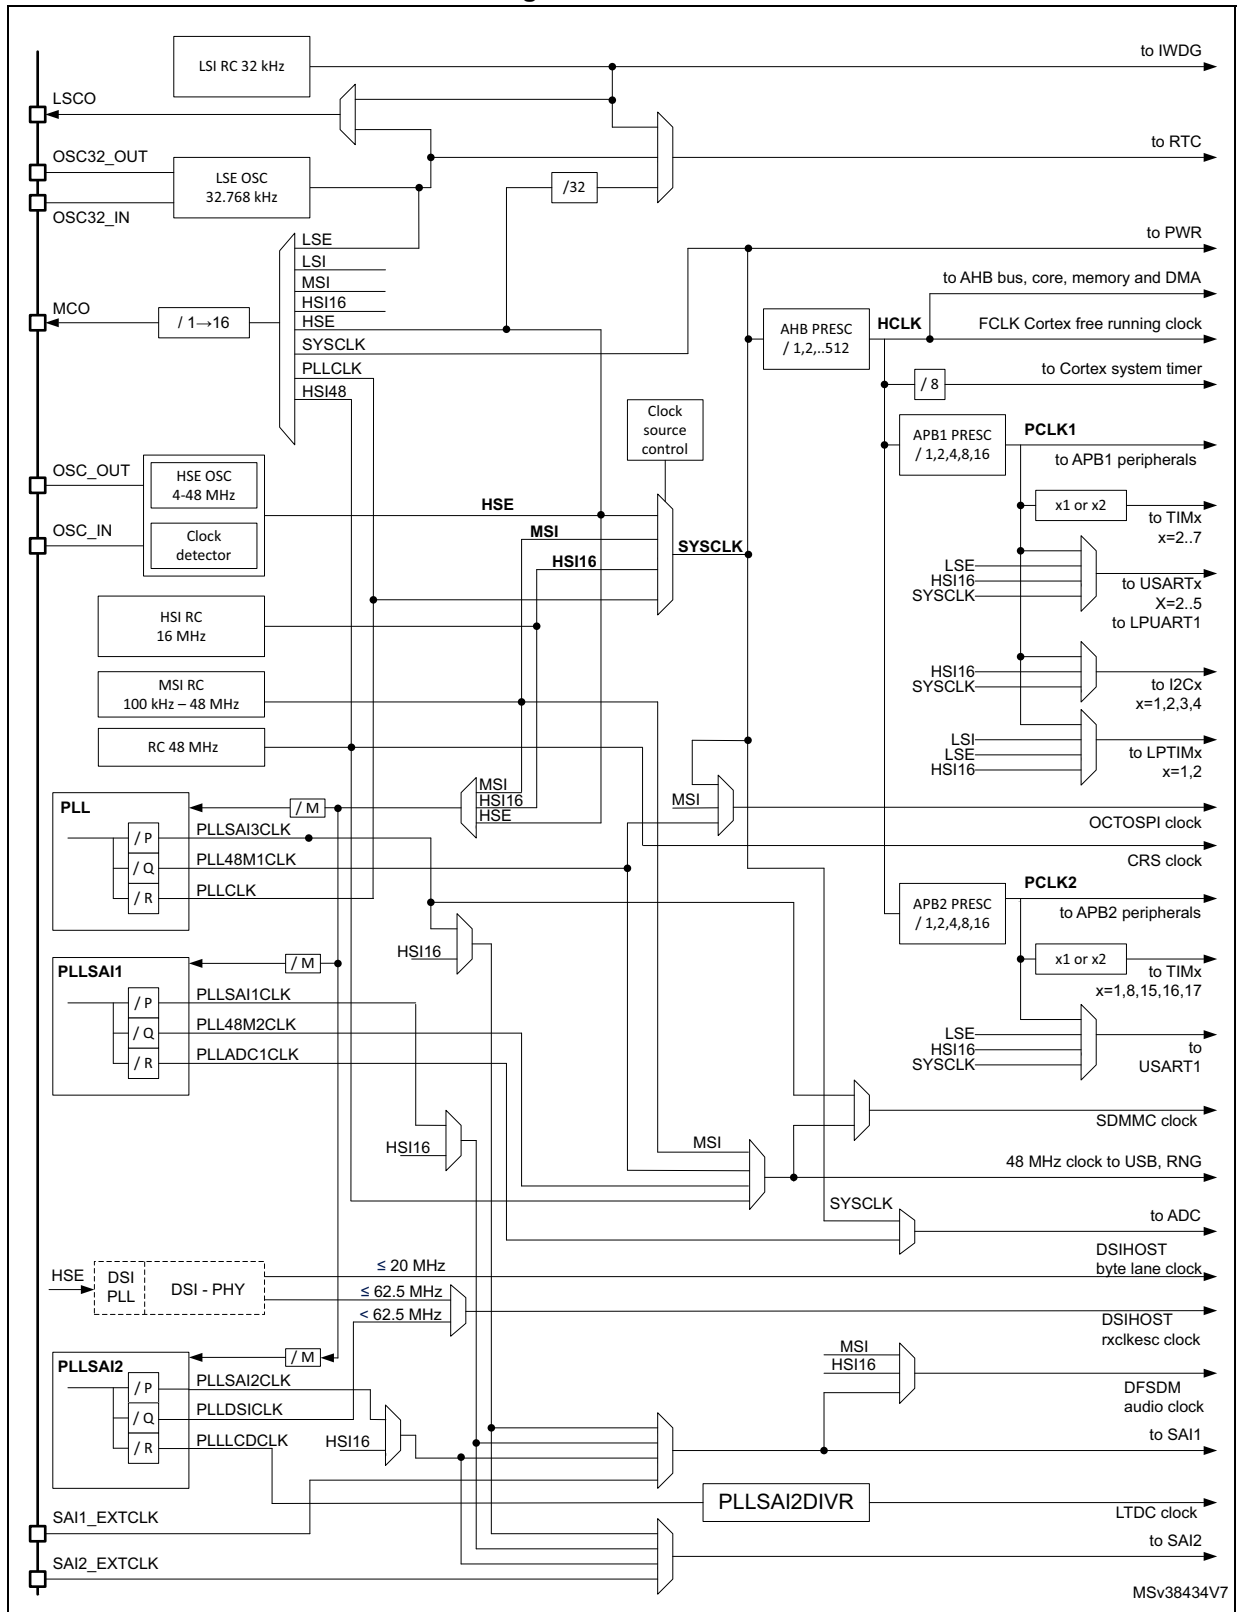 LSI RC 32 kHz
to IWDG
LSCO
to RTC
OSC32_OUT
LSE OSC
32.768 kHz
/32
OSC32_IN
to PWR
LSE
LSI
MSI
HSI16
HSE
SYSCLK
PLLCLK
HSI48
MCO
/ 1→16
to AHB bus, core, memory and DMA
AHB PRESC
/ 1,2,..512
HCLK
FCLK Cortex free running clock
to Cortex system timer
/ 8
Clock
source
control
APB1 PRESC
/ 1,2,4,8,16
PCLK1
to APB1 peripherals
OSC_OUT
HSE OSC
4-48 MHz
OSC_IN
Clock
detector
HSE
MSI
HSI16
SYSCLK
x1 or x2
to TIMx
x=2..7
LSE
HSI16
SYSCLK
to USARTx
X=2..5
to LPUART1
HSI RC
16 MHz
MSI RC
100 kHz – 48 MHz
RC 48 MHz
HSI16
SYSCLK
to I2Cx
x=1,2,3,4
LSI
LSE
HSI16
to LPTIMx
x=1,2
MSI
HSI16
HSE
MSI
OCTOSPI clock
CRS clock
PLL
/ M
/ P
PLLSAI3CLK
/ Q
PLL48M1CLK
/ R
PLLCLK
HSI16
APB2 PRESC
/ 1,2,4,8,16
PCLK2
to APB2 peripherals
x1 or x2
to TIMx
x=1,8,15,16,17
PLLSAI1
/ M
/ P
PLLSAI1CLK
/ Q
PLL48M2CLK
/ R
PLLADC1CLK
LSE
HSI16
SYSCLK
to
USART1
SDMMC clock
HSI16
MSI
48 MHz clock to USB, RNG
SYSCLK
to ADC
HSE
DSI
PLL
DSI - PHY
≤ 20 MHz
≤ 62.5 MHz
< 62.5 MHz
DSIHOST
byte lane clock
DSIHOST
rxclkesc clock
PLLSAI2
/ M
/ P
PLLSAI2CLK
/ Q
PLLDSICLK
/ R
PLLLCDCLK
HSI16
MSI
HSI16
DFSDM
audio clock
to SAI1
PLLSAI2DIVR
LTDC clock
SAI1_EXTCLK
to SAI2
SAI2_EXTCLK
MSv38434V7